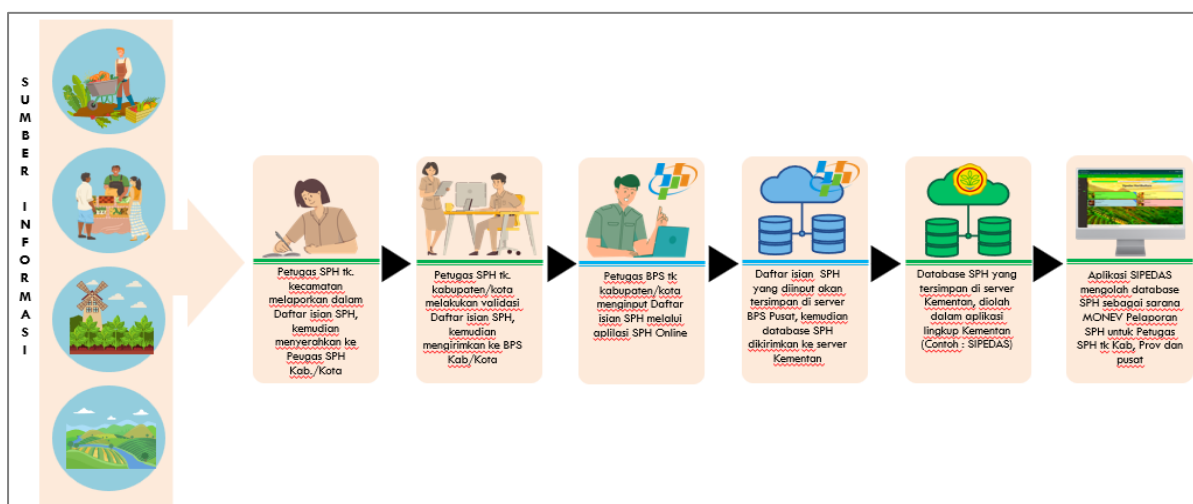 SUMBER INFORMASI
Petugas SPH tk.
kecamatan
melaporkan dalam
Daftar isian SPH,
kemudian
menyerahkan ke
Peugas SPH
Kab./Kota
Petugas SPH tk.
kabupaten/kota
melakukan validasi
Daftar isian SPH,
kemudian
mengirimkan ke BPS
Kab/Kota
Petugas BPS tk
kabupaten/kota
menginput Daftar
isian SPH melalui
aplilasi SPH Online
Daftar isian SPH
yang diinput akan
tersimpan di server
BPS Pusat, kemudian
database SPH
dikirimkan ke server
Kementan
Database SPH yang
tersimpan di server
Kementan, diolah
dalam aplikasi
lingkup Kementan
(Contoh : SIPEDAS)
Aplikasi SIPEDAS
mengolah database
SPH sebagai sarana
MONEV Pelaporan
SPH untuk Petugas
SPH tk Kab, Prov dan
pusat